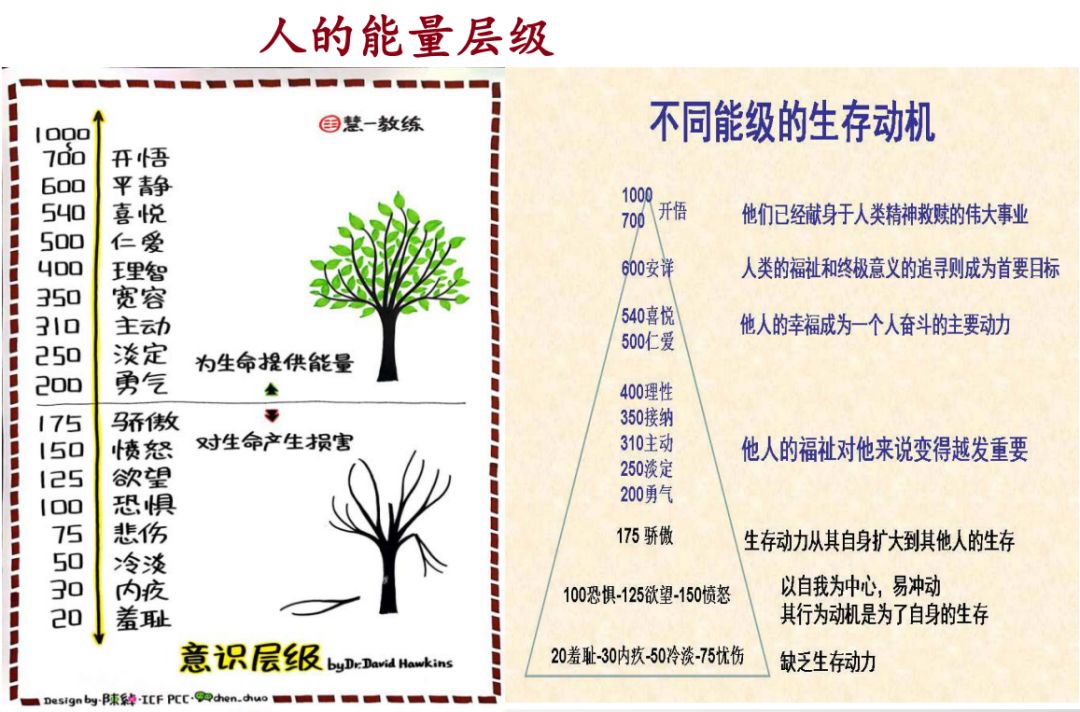 人的能量层级
慧一教练
1000
700 开悟
600 平静
540 喜悦
500 仁爱
400 理智
350 宽容
310 主动
250 淡定
200 勇气
为生命提供能量
175 骄傲
150 愤怒
125 欲望
100 恐惧
75 悲伤
50 冷淡
30 内疚
20 羞耻
对生命产生损害
意识层级 by Dr. David Hawkins
Design by·陳綽·ICF PCC·chen_chuo
不同能级的生存动机
1000
700 开悟
他们已经献身于人类精神救赎的伟大事业
600安详
人类的福祉和终极意义的追寻则成为首要目标
540喜悦
500仁爱
他人的幸福成为一个人奋斗的主要动力
400理性
350接纳
310主动
250淡定
200勇气
他人的福祉对他来说变得越发重要
175 骄傲
生存动力从其自身扩大到其他人的生存
100恐惧-125欲望-150愤怒
以自我为中心，易冲动
其行为动机是为了自身的生存
20羞耻-30内疚-50冷淡-75忧伤
缺乏生存动力